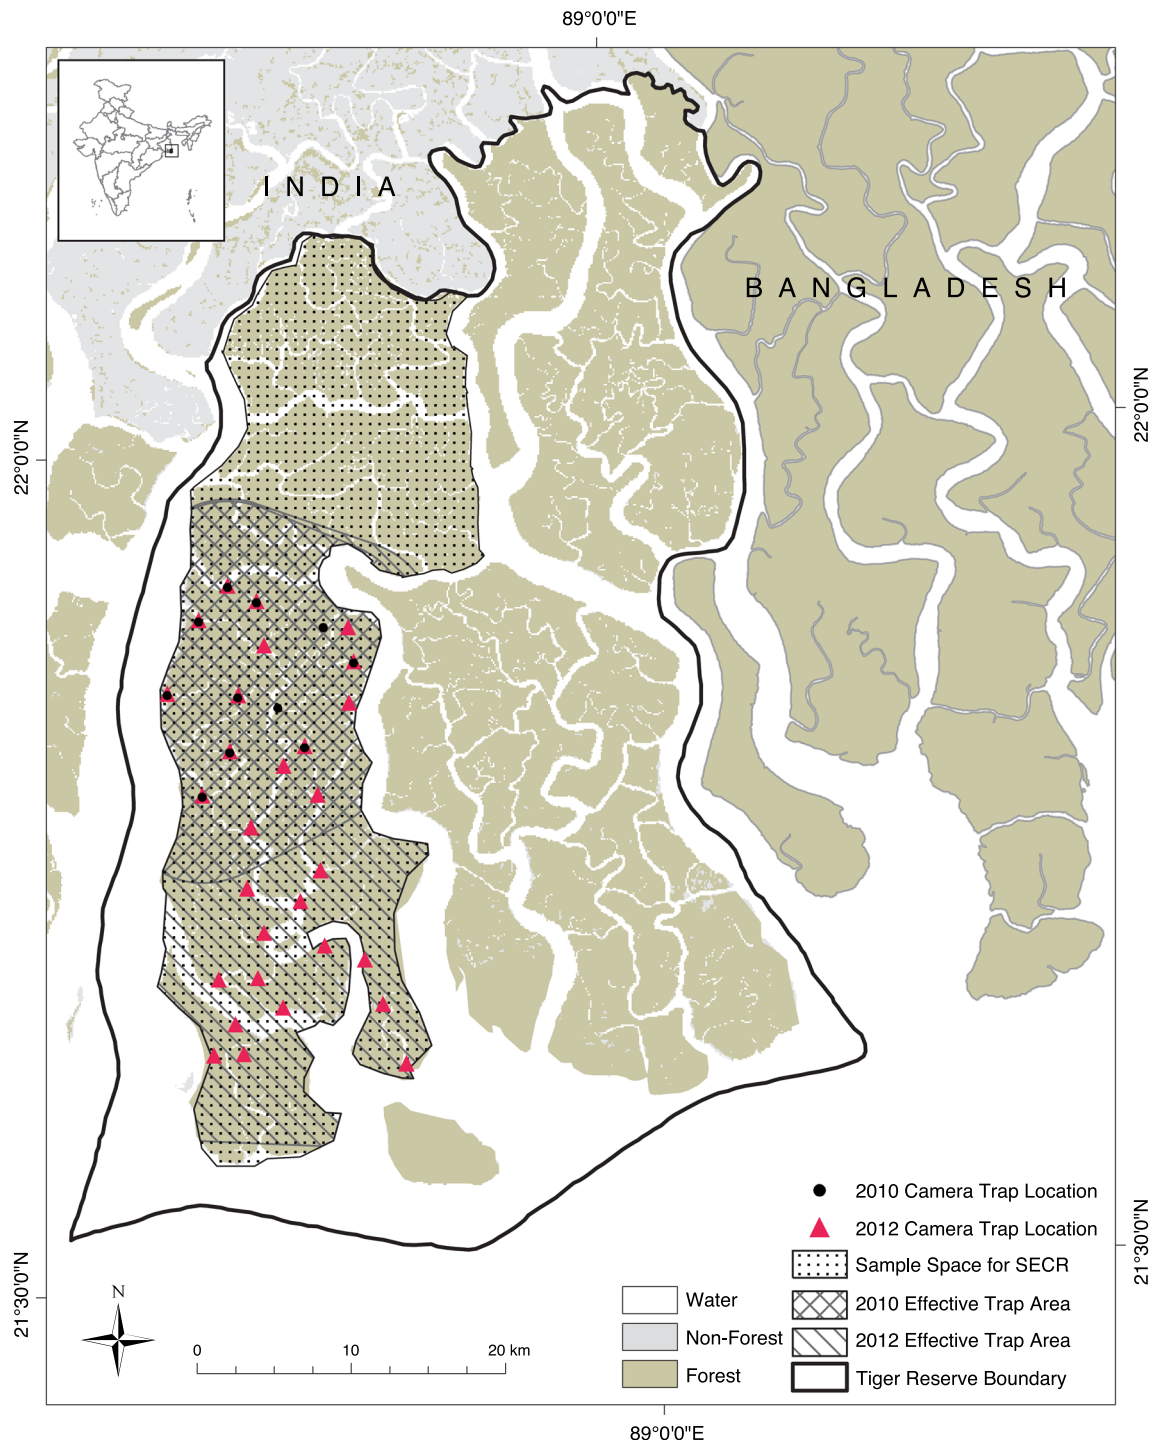 89°0'0"E
I N D I A
B A N G L A D E S H
22°0'0"N
22°0'0"N
2010 Camera Trap Location
2012 Camera Trap Location
Sample Space for SECR
2010 Effective Trap Area
2012 Effective Trap Area
Tiger Reserve Boundary
Water
Non-Forest
Forest
N
0 10 20 km
21°30'0"N
21°30'0"N
89°0'0"E